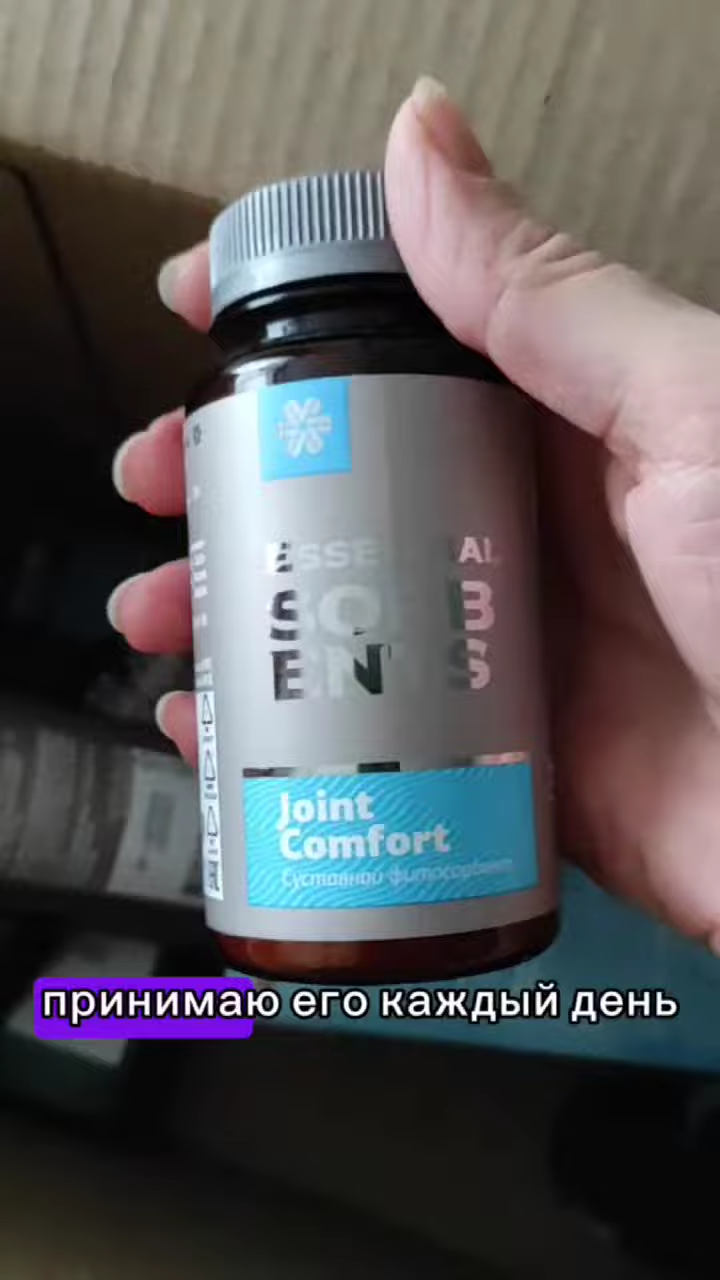 ESSENTIAL
SORB
ENTS
Joint
Comfort
Суставной фитосорбент
принимаю его каждый день